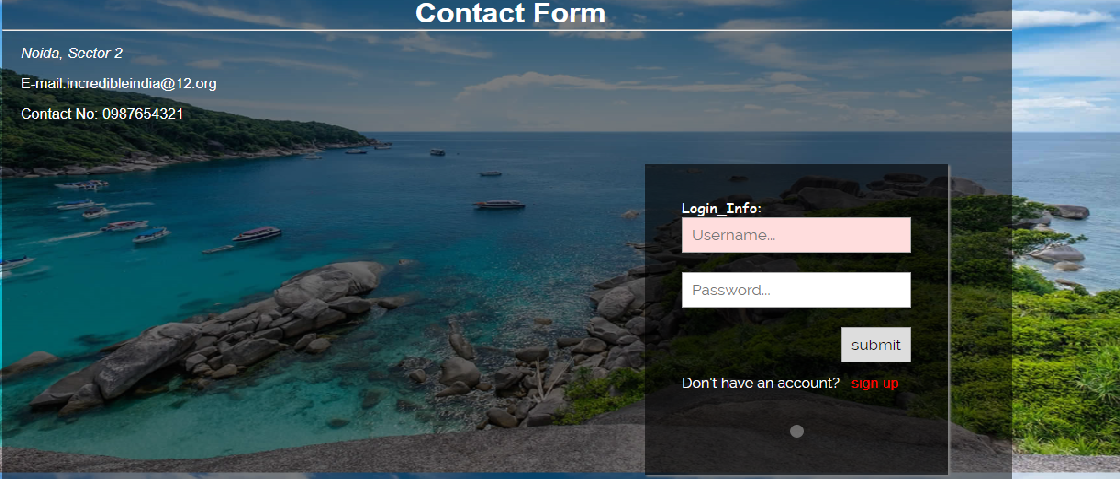 Contact Form
Noida, Sector 2
E-mail.incredibleindia@12.org
Contact No: 0987654321
Login_Info:
Username...
Password...
submit
Don't have an account? sign up